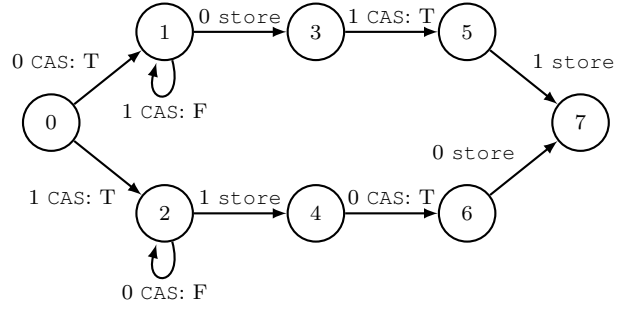 0 store
1 CAS: T
1
3
5
0 CAS: T
1 store
1 CAS: F
0
7
0 store
1 CAS: T
1 store
0 CAS: T
2
4
6
0 CAS: F